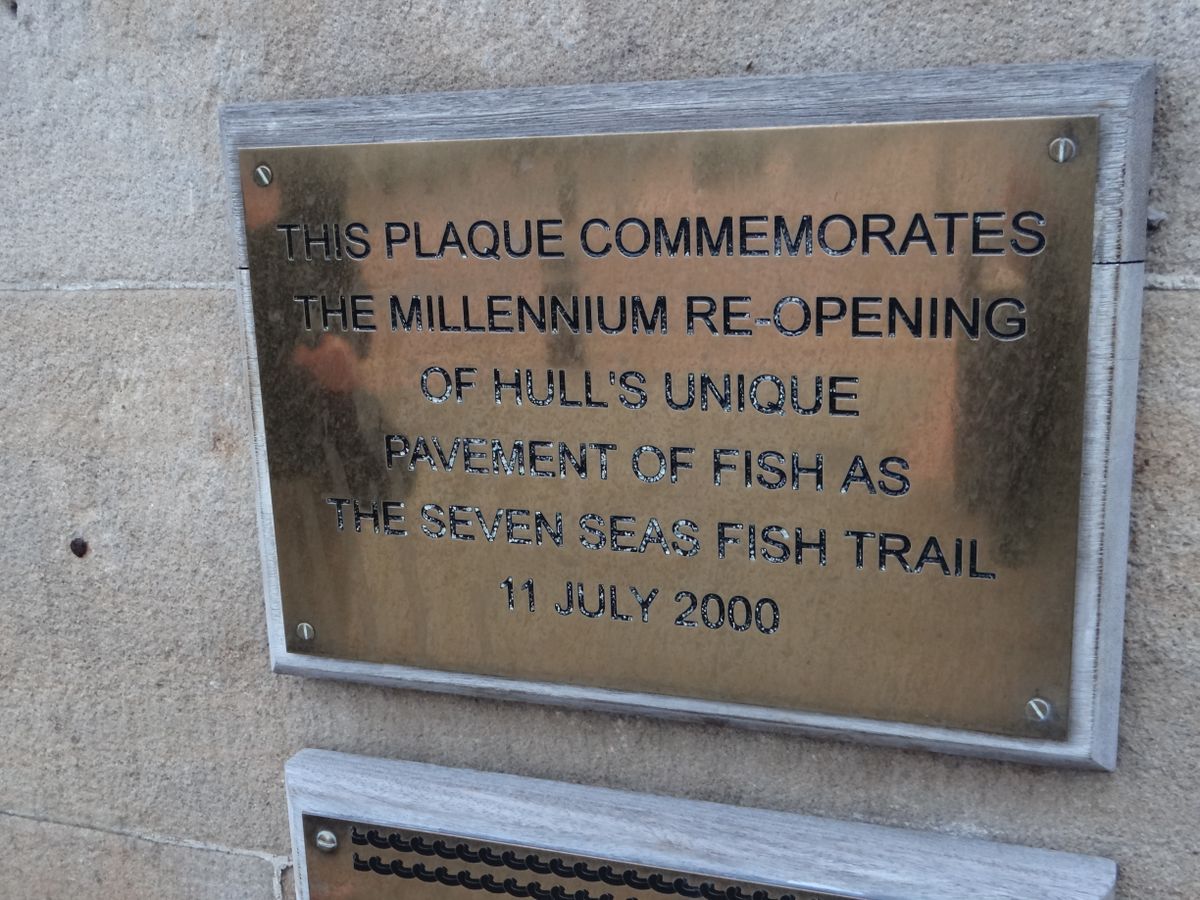 THIS PLAQUE COMMEMORATES
THE MILLENNIUM RE-OPENING
OF HULL'S UNIQUE
PAVEMENT OF FISH AS
THE SEVEN SEAS FISH TRAIL
11 JULY 2000